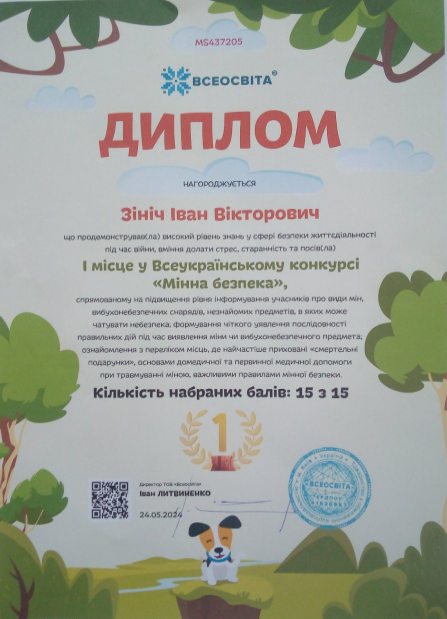 MS437205
ВСЕОСВІТА
ДИПЛОМ
НАГОРОДЖУЄТЬСЯ
Зініч Іван Вікторович
що продемонстрував(ла) високий рівень знань у сфері безпеки життєдіяльності
під час війни, вміння долати стрес, старанність та посів(ла)
І місце у Всеукраїнському конкурсі
«Мінна безпека»,
спрямованому на підвищення рівня інформування учасників про види мін,
вибухонебезпечних снарядів, незнайомих предметів, в яких може
чатувати небезпека; формування чіткого уявлення послідовності
правильних дій під час виявлення міни чи вибухонебезпечного предмета;
ознайомлення з переліком місць, де найчастіше приховані «смертельні
подарунки», основами домедичної та первинної медичної допомоги
при травмуванні міною, важливими правилами мінної безпеки.
Кількість набраних балів: 15 з 15
1
Директор ТОВ «Всеосвіта»
Іван ЛИТВИНЕНКО
24.05.2024
ВСЕОСВІТА